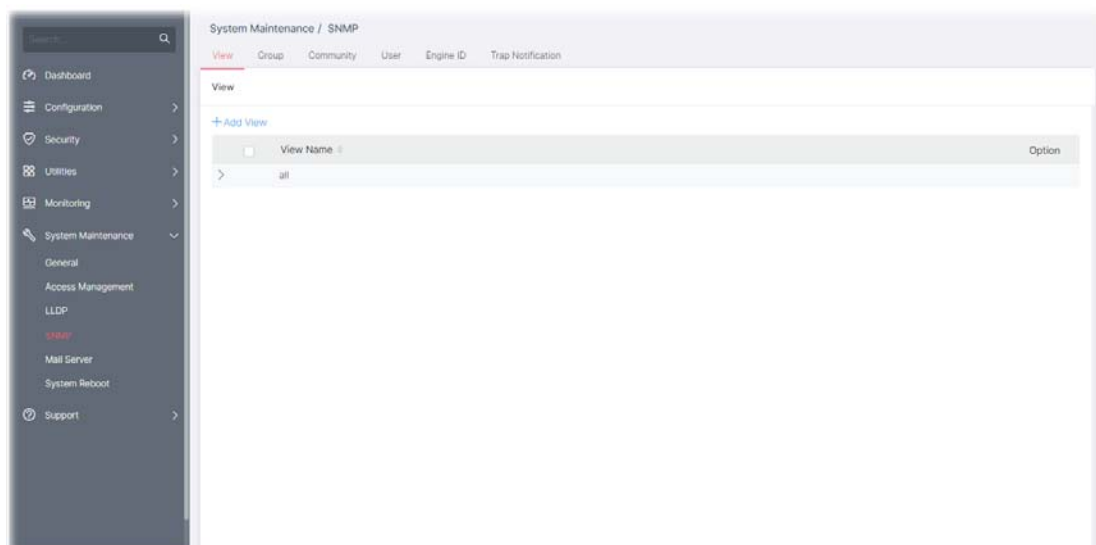 Search...
Dashboard
Configuration
Security
Utilities
Monitoring
System Maintenance
General
Access Management
LLDP
SNMP
Mail Server
System Reboot
Support
System Maintenance / SNMP
View Group Community User Engine ID Trap Notification
View
+Add View
View Name Option
all